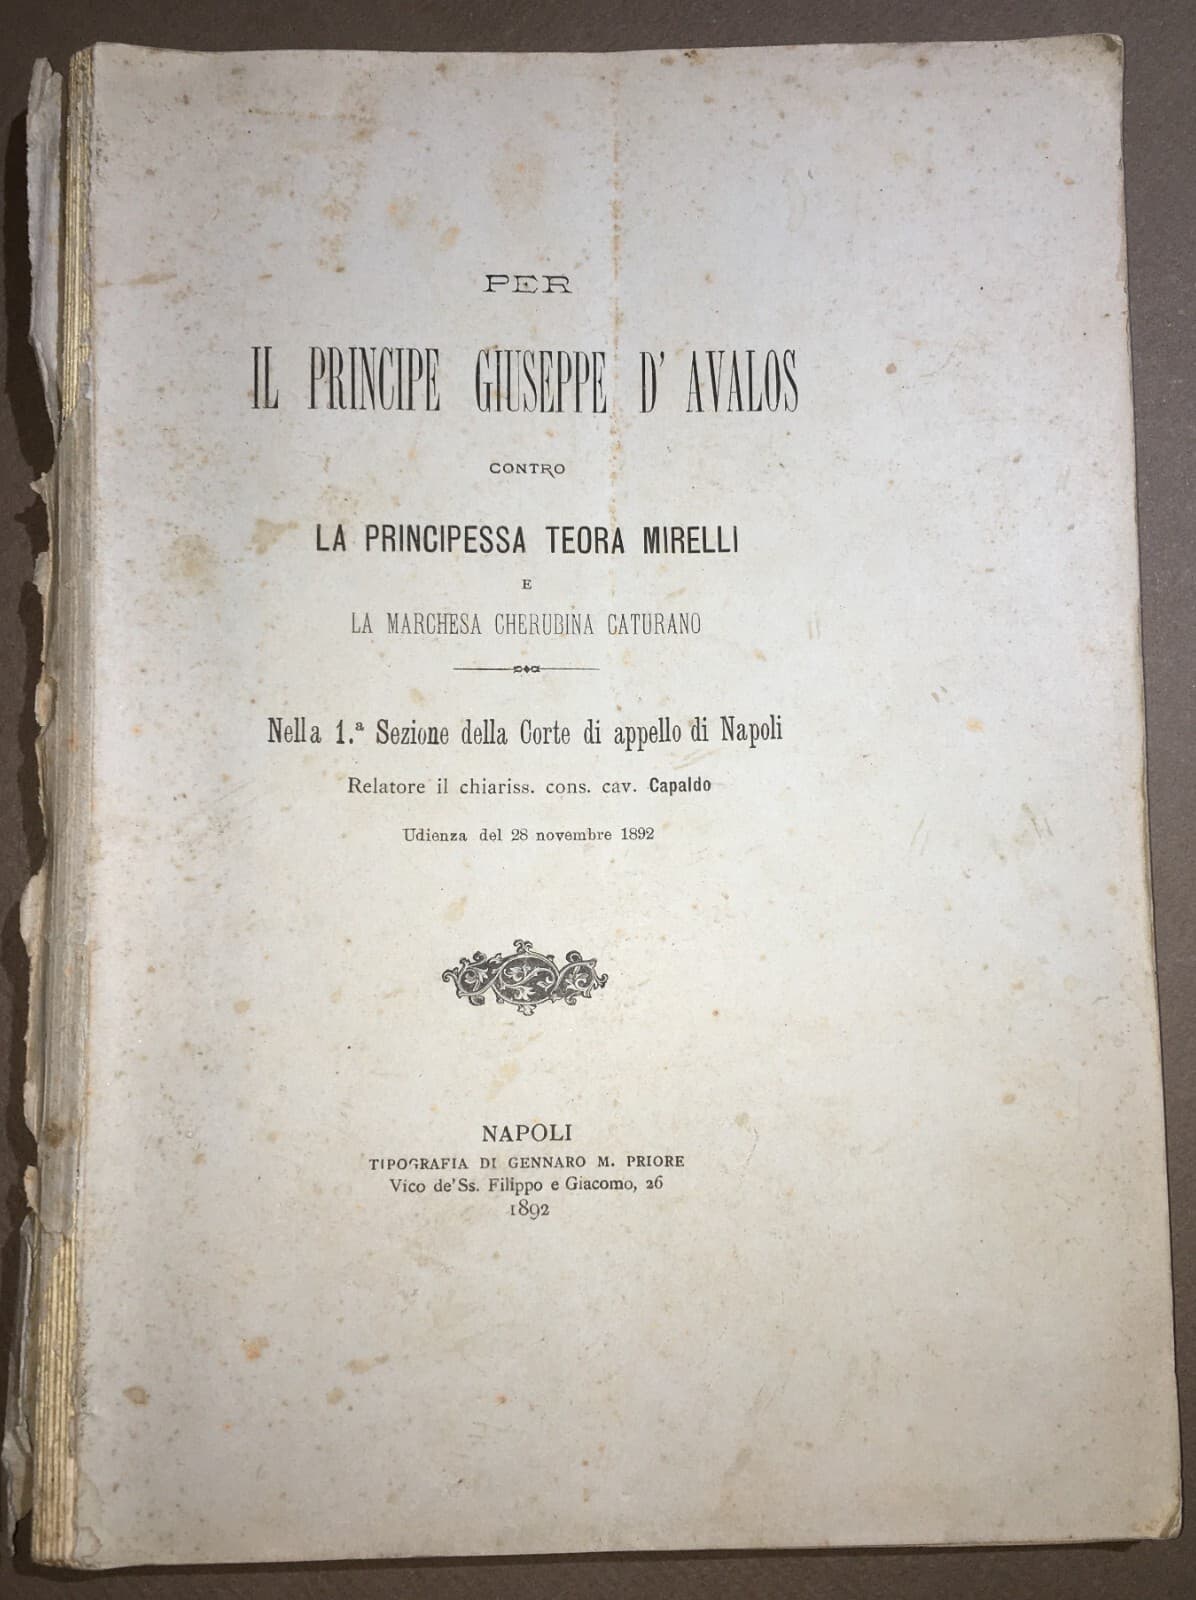 PER
IL PRINCIPE GIUSEPPE D' AVALOS
CONTRO
LA PRINCIPESSA TEORA MIRELLI
E
LA MARCHESA CHERUBINA CATURANO
Nella 1.ª Sezione della Corte di appello di Napoli
Relatore il chiariss. cons. cav. Capaldo
Udienza del 28 novembre 1892
NAPOLI
TIPOGRAFIA DI GENNARO M. PRIORE
Vico de' Ss. Filippo e Giacomo, 26
1892